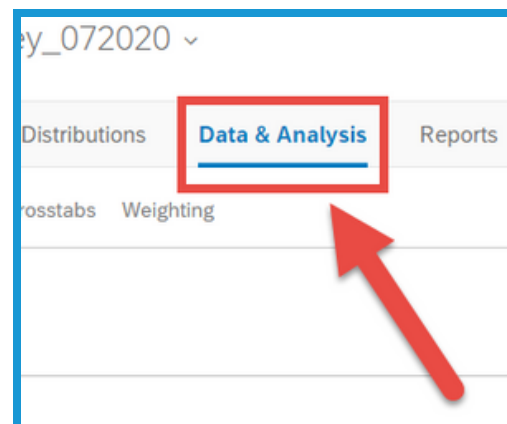 ey_072020
Distributions Data & Analysis Reports
rosstabs Weighting